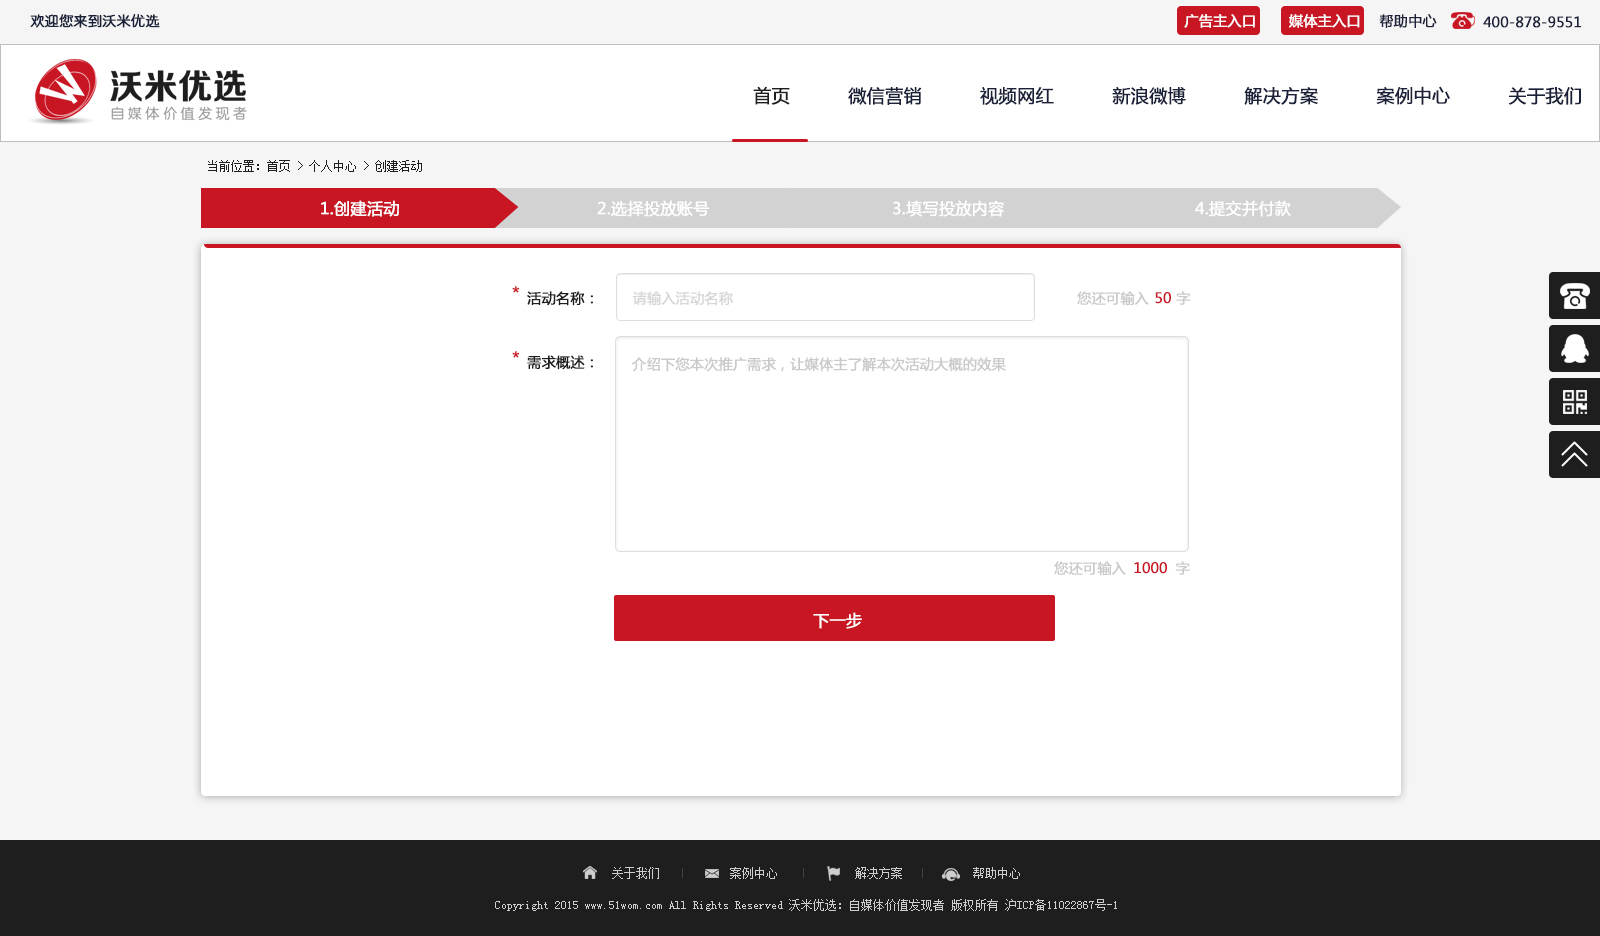 欢迎您来到沃米优选
广告主入口 媒体主入口 帮助中心 400-878-9551
沃米优选
自媒体价值发现者
首页 微信营销 视频网红 新浪微博 解决方案 案例中心 关于我们
当前位置：首页 > 个人中心 > 创建活动
1.创建活动 2.选择投放账号 3.填写投放内容 4.提交并付款
* 活动名称： 请输入活动名称 您还可输入 50 字
* 需求概述： 介绍下您本次推广需求，让媒体主了解本次活动大概的效果
您还可输入 1000 字
下一步
关于我们 | 案例中心 | 解决方案 | 帮助中心
Copyright 2015 www.51wom.com All Rights Reserved 沃米优选：自媒体价值发现者 版权所有 沪ICP备11022867号-1